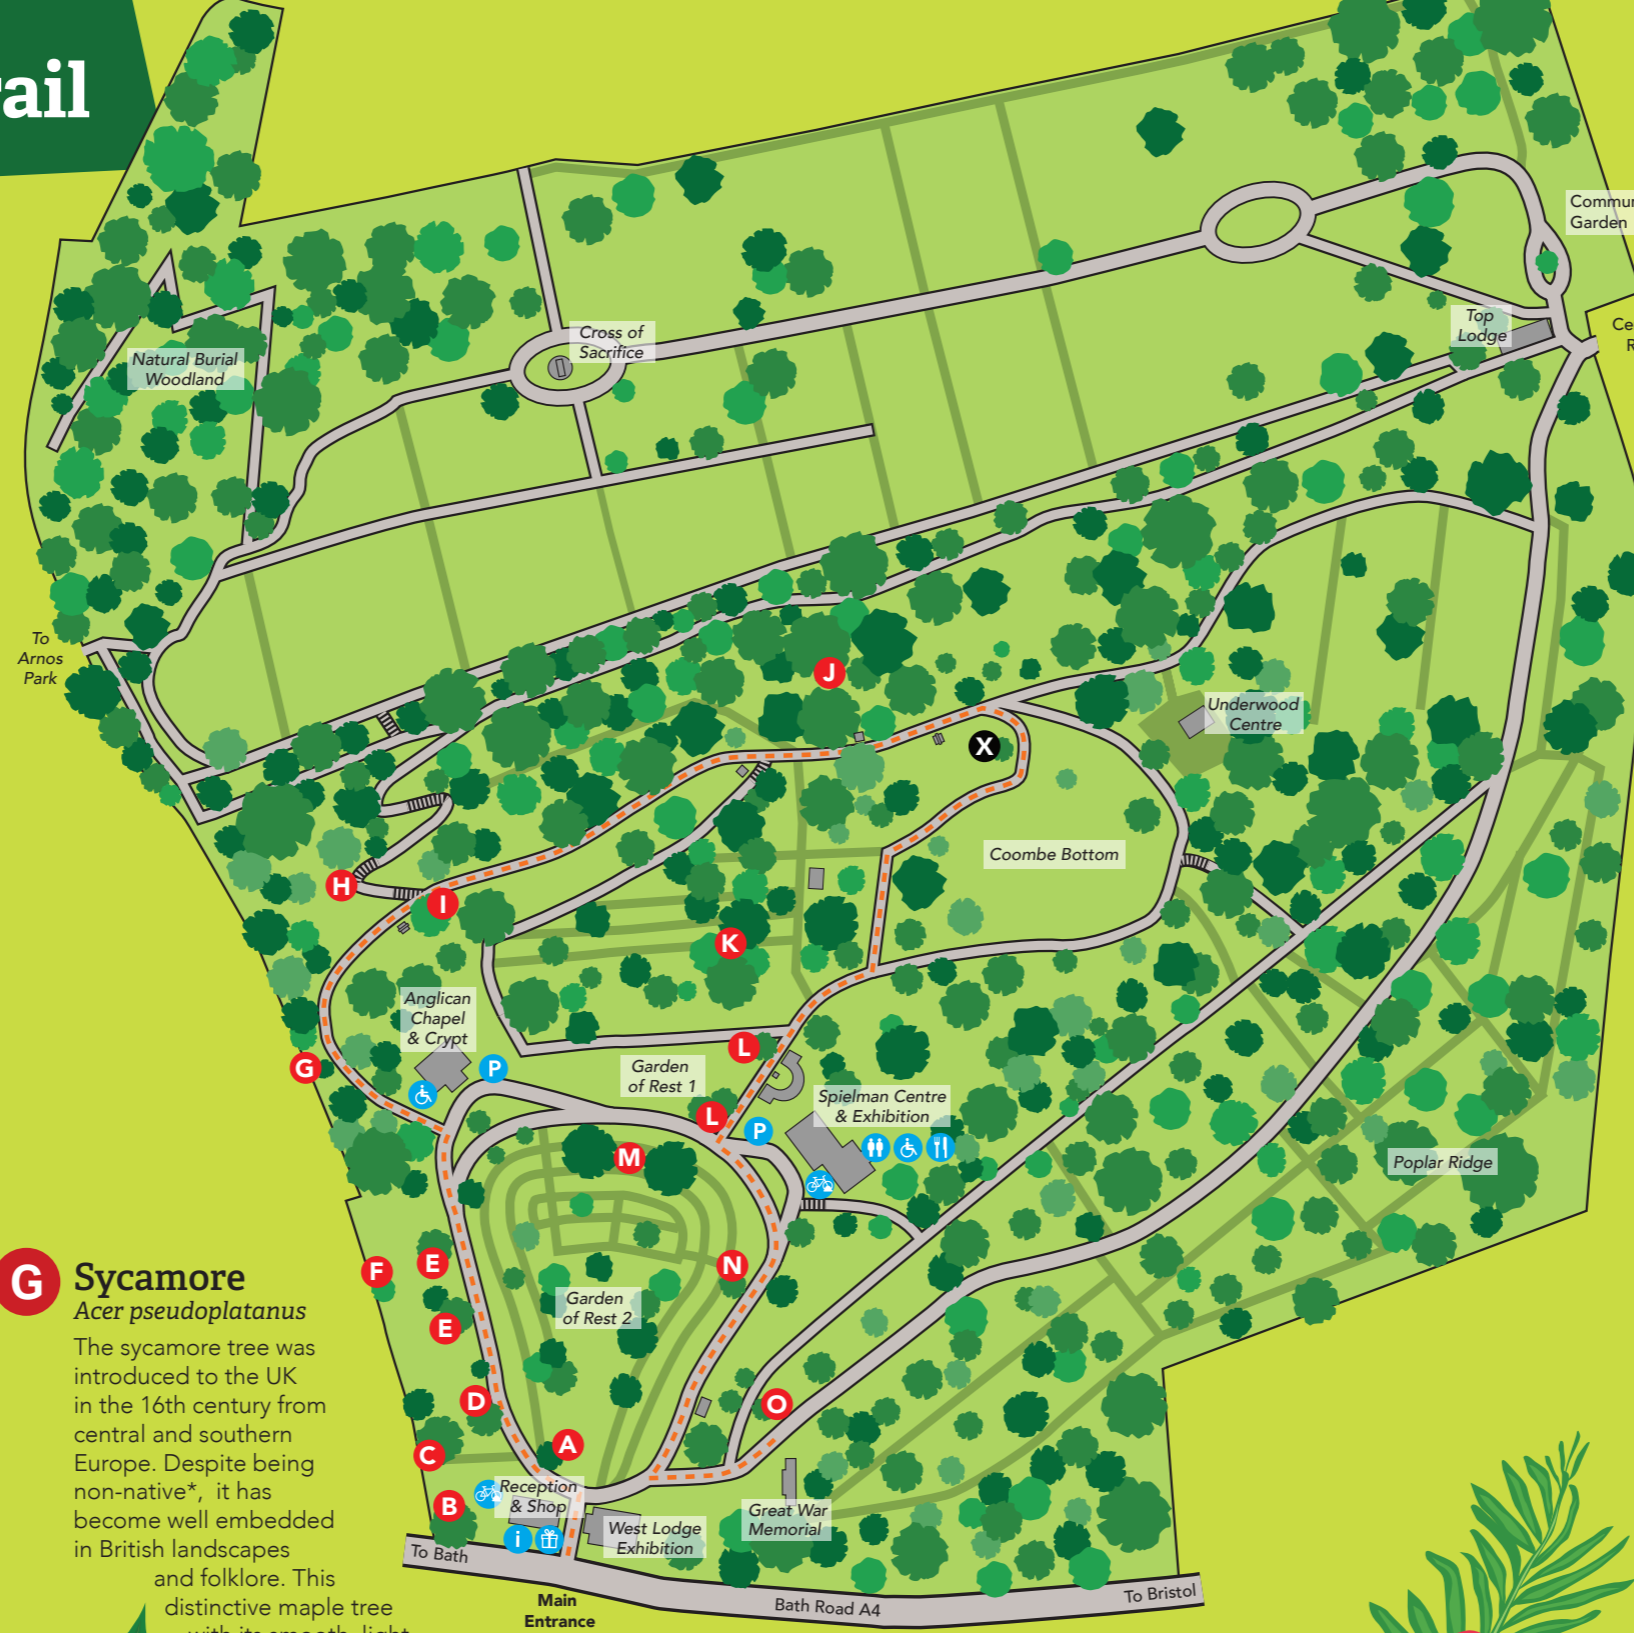 ail
Commu
Garden
Top
Lodge
Ce
R
Cross of
Sacrifice
Natural Burial
Woodland
To
Arnos
Park
J
Underwood
Centre
X
Coombe Bottom
H
I
K
Anglican
Chapel
& Crypt
L
G
P
Garden
of Rest 1
Spielman Centre
& Exhibition
L
P
M
Poplar Ridge
E
F
N
G
Sycamore
Acer pseudoplatanus
The sycamore tree was
introduced to the UK
in the 16th century from
central and southern
Europe. Despite being
non-native*, it has
become well embedded
in British landscapes
and folklore. This
distinctive maple tree
with its smooth, light
Garden
of Rest 2
E
D
O
A
C
Reception
& Shop
B
i
Great War
Memorial
West Lodge
Exhibition
To Bath
Main
Entrance
Bath Road A4
To Bristol